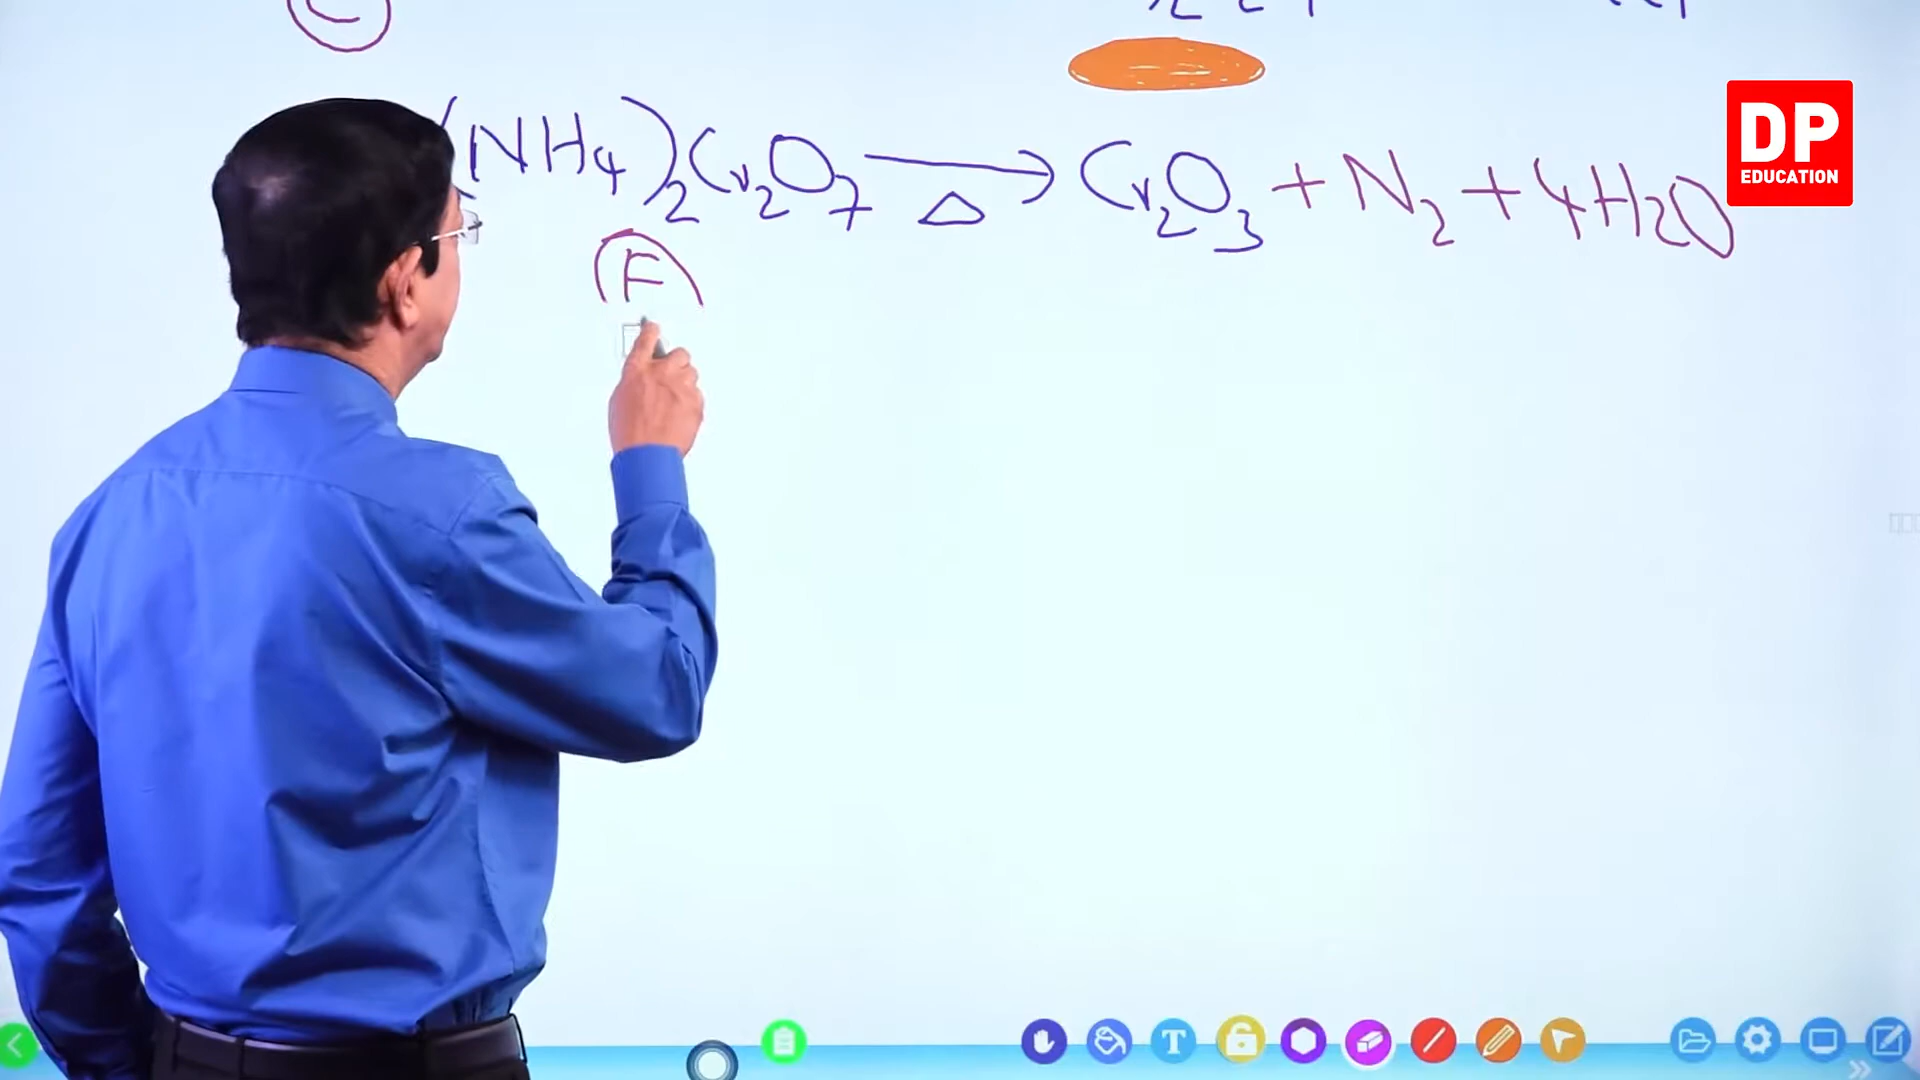 C
DP
EDUCATION
(NH4)2Cr2O7 → Cr2O3 + N2 + 4H2O
Δ
F
T